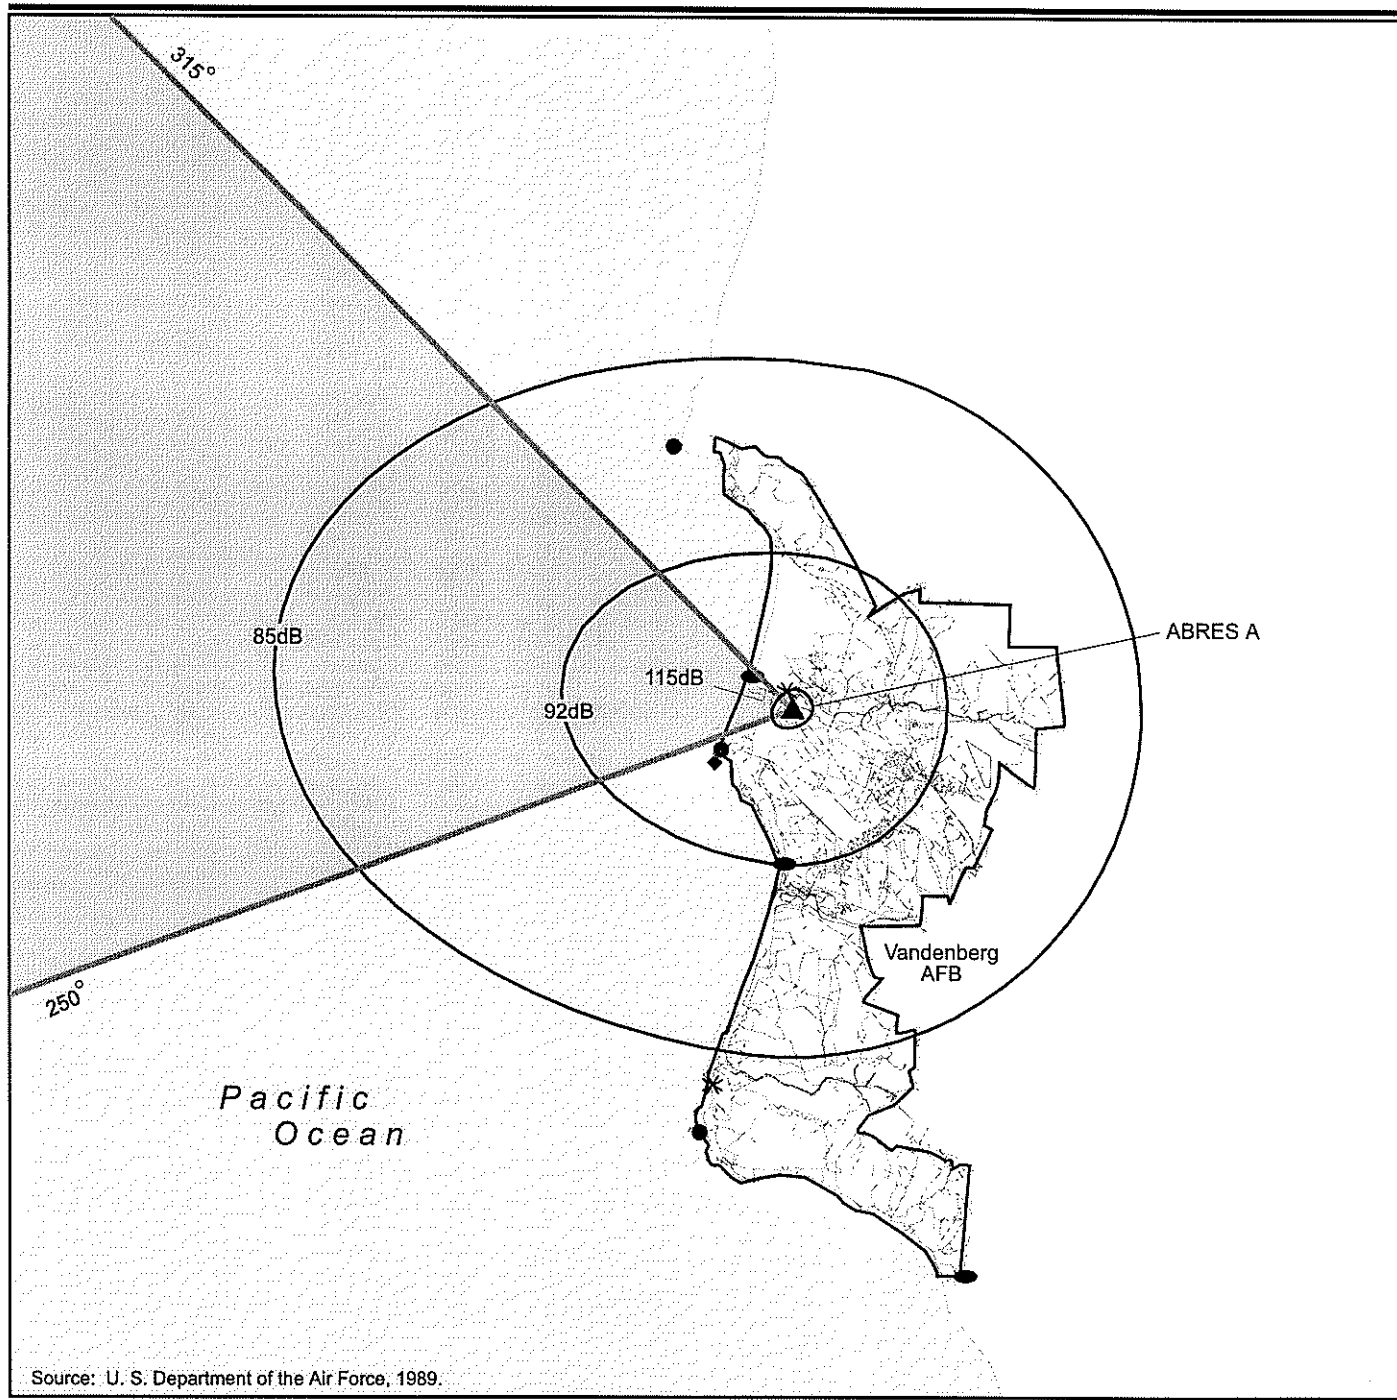 315°
85dB
ABRES A
115dB
92dB
Vandenberg
AFB
250°
Pacific
Ocean
Source: U. S. Department of the Air Force, 1989.